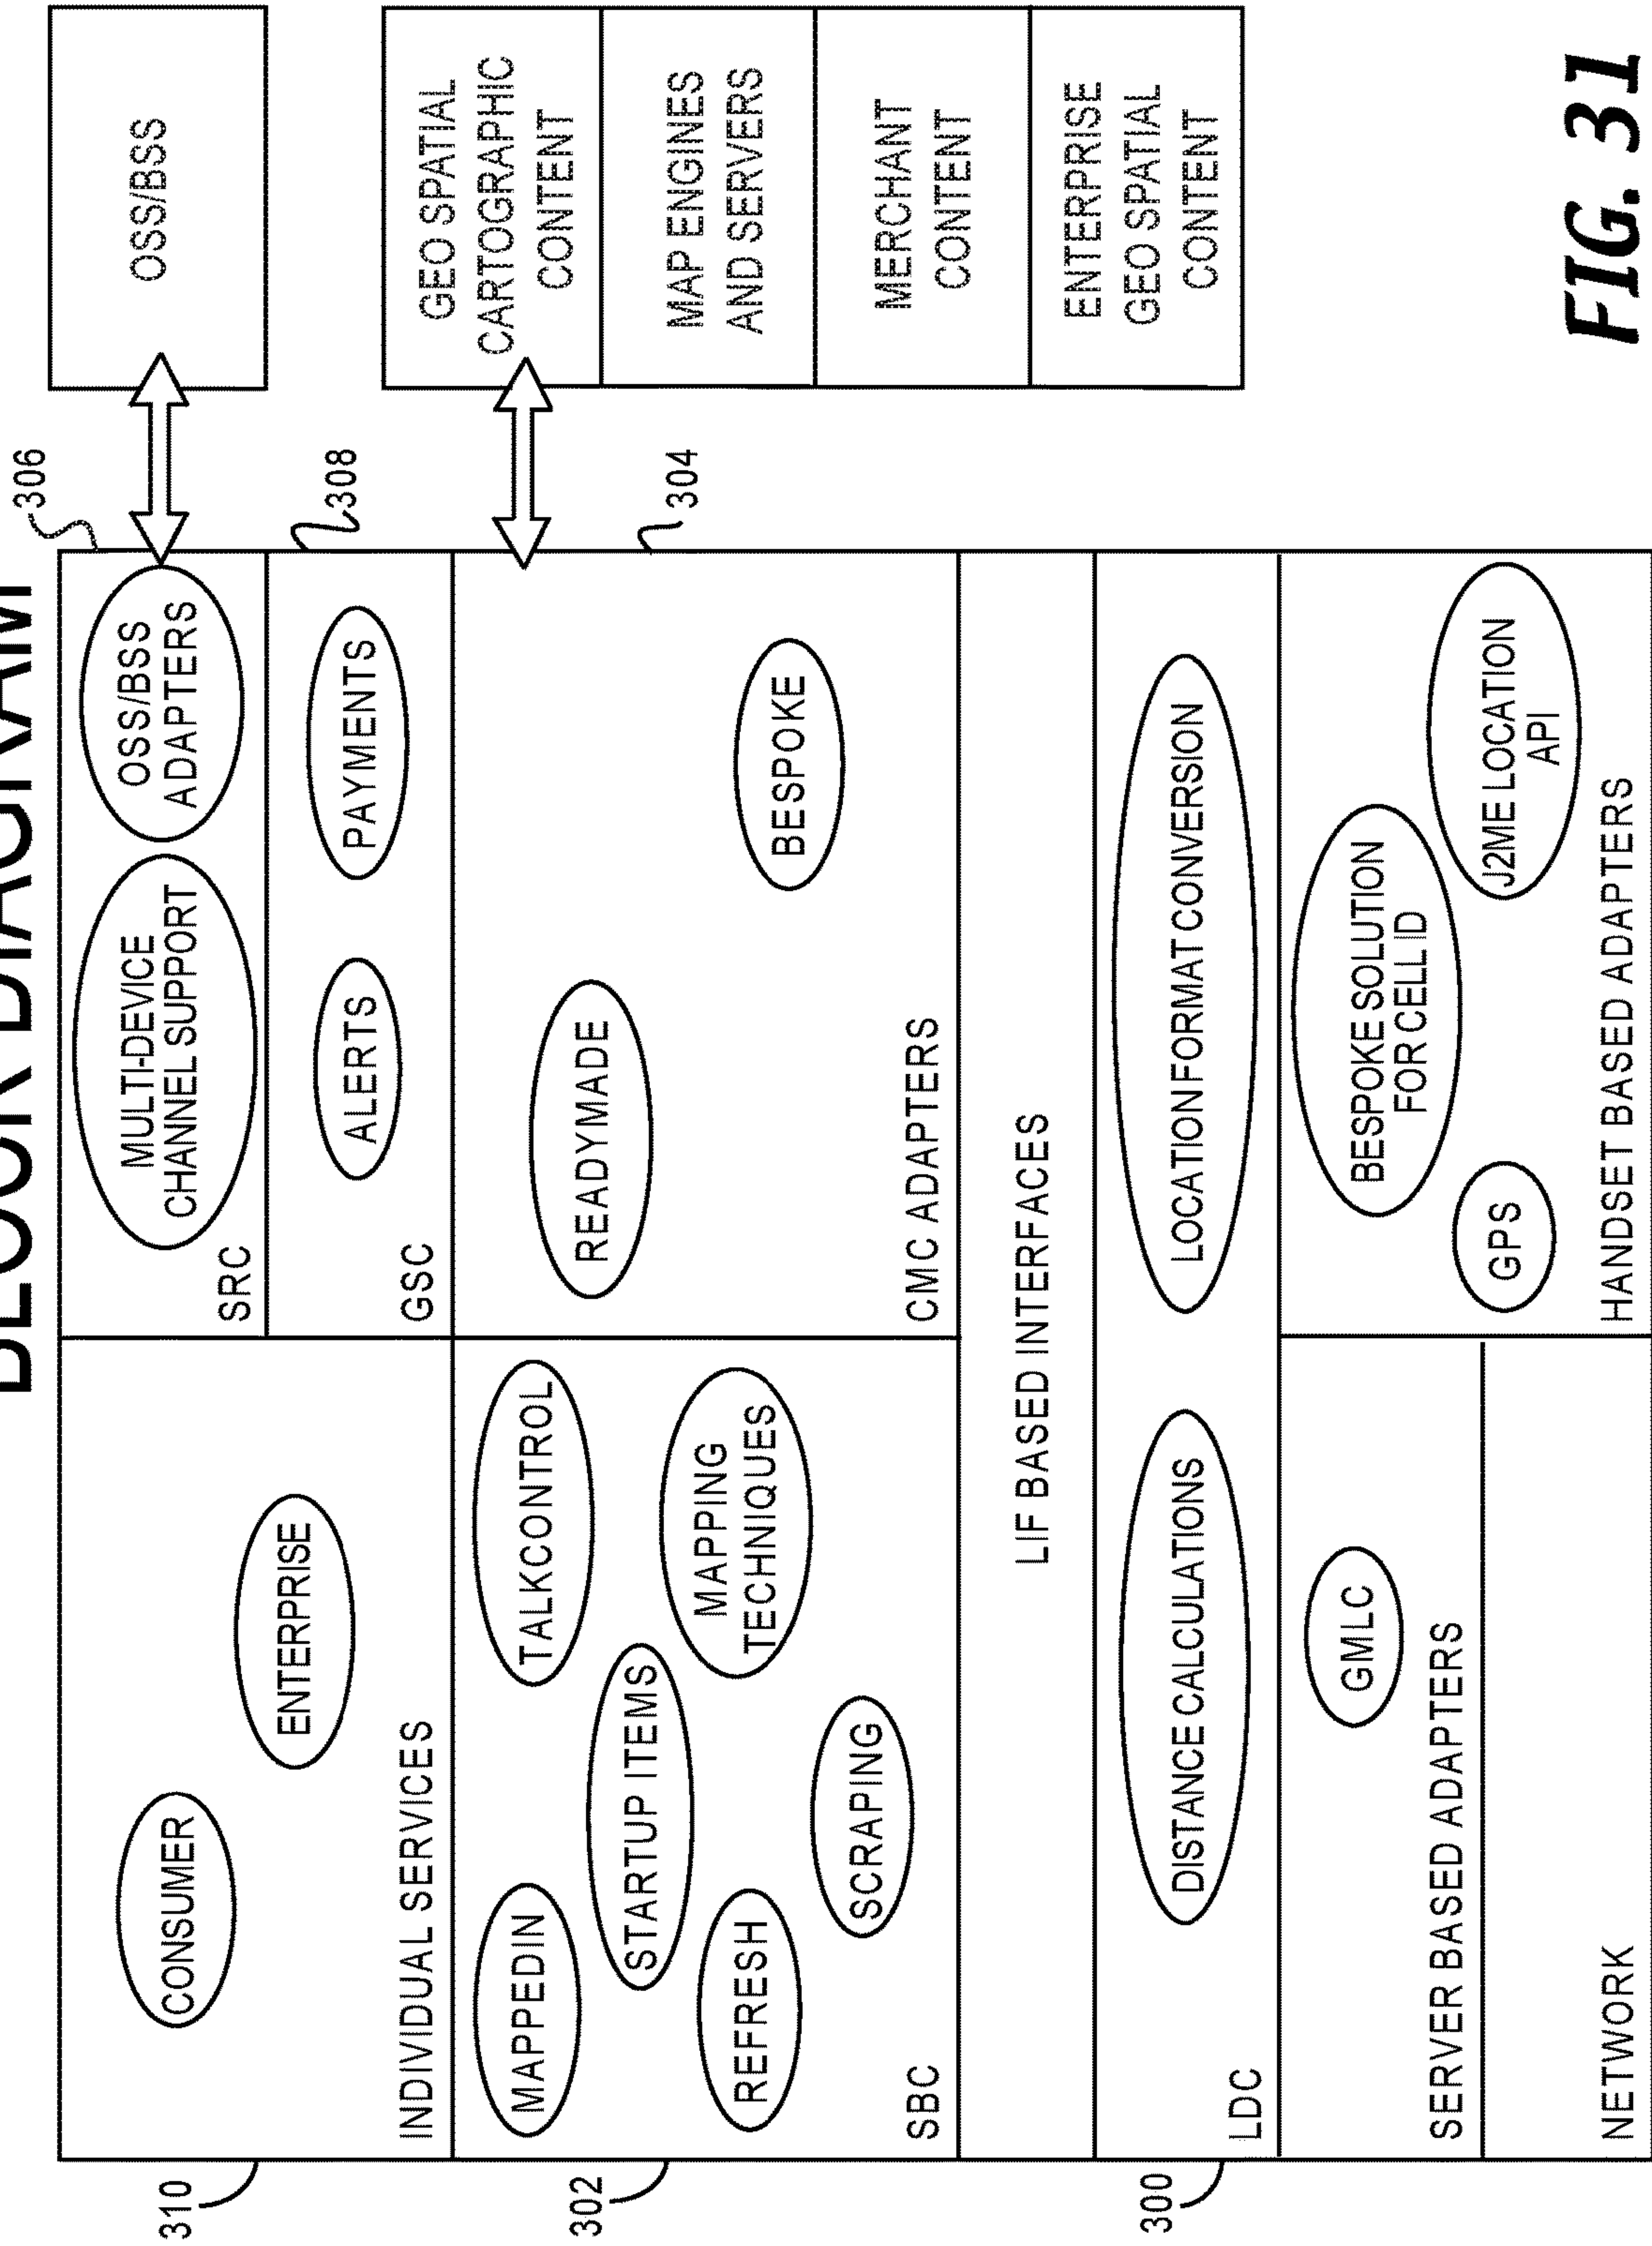 BLOCK DIAGRAM
310
CONSUMER
ENTERPRISE
INDIVIDUAL SERVICES
306
MULTI-DEVICE
CHANNEL SUPPORT
OSS/BSS
ADAPTERS
SRC
OSS/BSS
308
ALERTS
PAYMENTS
GSC
302
MAPPEDIN
TALKCONTROL
STARTUP ITEMS
REFRESH
MAPPING
TECHNIQUES
SCRAPING
SBC
304
READYMADE
BESPOKE
CMC ADAPTERS
GEO SPATIAL
CARTOGRAPHIC
CONTENT
MAP ENGINES
AND SERVERS
MERCHANT
CONTENT
ENTERPRISE
GEO SPATIAL
CONTENT
LIF BASED INTERFACES
300
DISTANCE CALCULATIONS
LOCATION FORMAT CONVERSION
LDC
GMLC
SERVER BASED ADAPTERS
NETWORK
BESPOKE SOLUTION
FOR CELL ID
GPS
J2ME LOCATION
API
HANDSET BASED ADAPTERS
FIG. 31